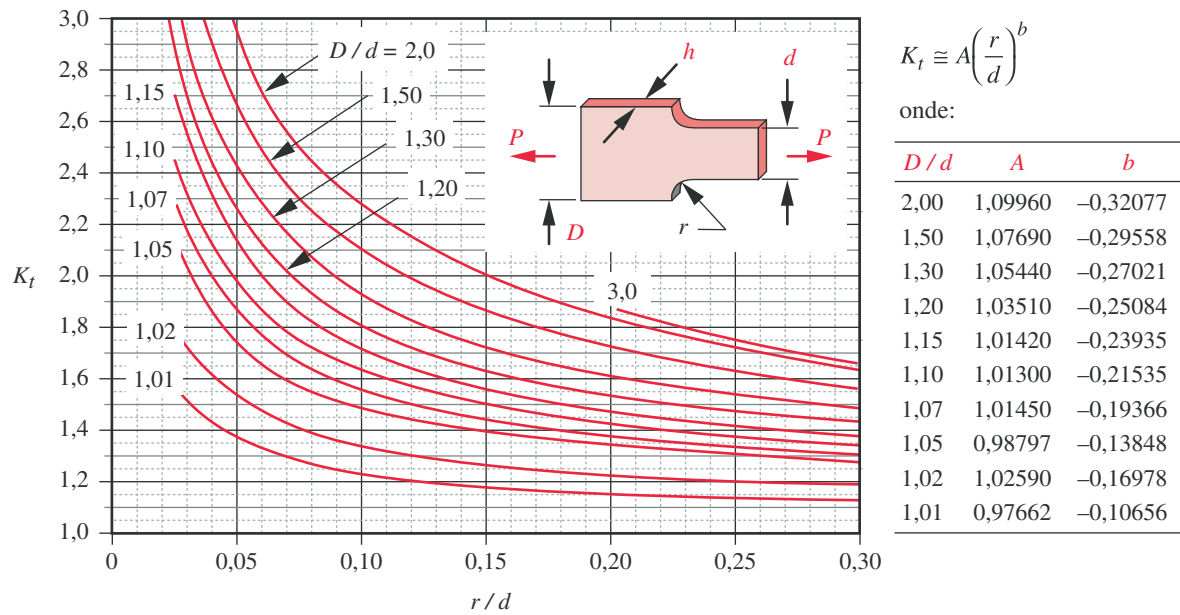 3,0
2,8
2,6
2,4
2,2
2,0
1,8
1,6
1,4
1,2
1,0
K_t
0
0,05
0,10
0,15
0,20
0,25
0,30
r / d
D / d = 2,0
1,50
1,30
1,20
1,15
1,10
1,07
1,05
1,02
1,01
3,0
h
d
P
P
D
r
K_t ≅ A(r/d)^b
onde:
D / d A b
2,00 1,09960 –0,32077
1,50 1,07690 –0,29558
1,30 1,05440 –0,27021
1,20 1,03510 –0,25084
1,15 1,01420 –0,23935
1,10 1,01300 –0,21535
1,07 1,01450 –0,19366
1,05 0,98797 –0,13848
1,02 1,02590 –0,16978
1,01 0,97662 –0,10656